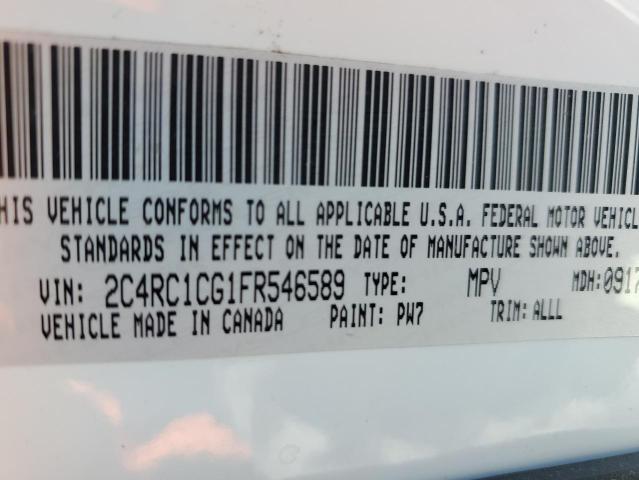 HIS VEHICLE CONFORMS TO ALL APPLICABLE U.S.A. FEDERAL MOTOR VEHICL
STANDARDS IN EFFECT ON THE DATE OF MANUFACTURE SHOWN ABOVE.
VIN: 2C4RC1CG1FR546589 TYPE: MPV MDH:0917
VEHICLE MADE IN CANADA PAINT: PW7 TRIM: ALLL